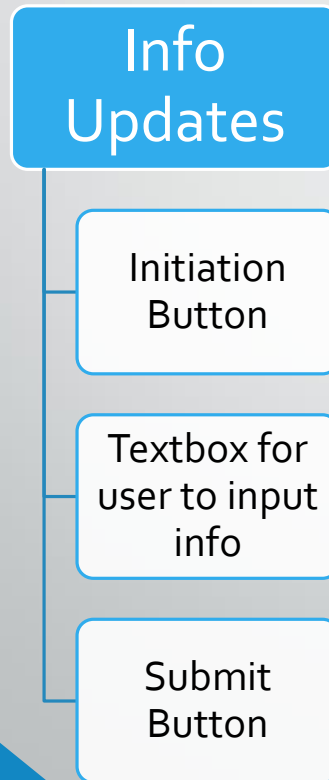 Info
Updates
Initiation
Button
Textbox for
user to input
info
Submit
Button